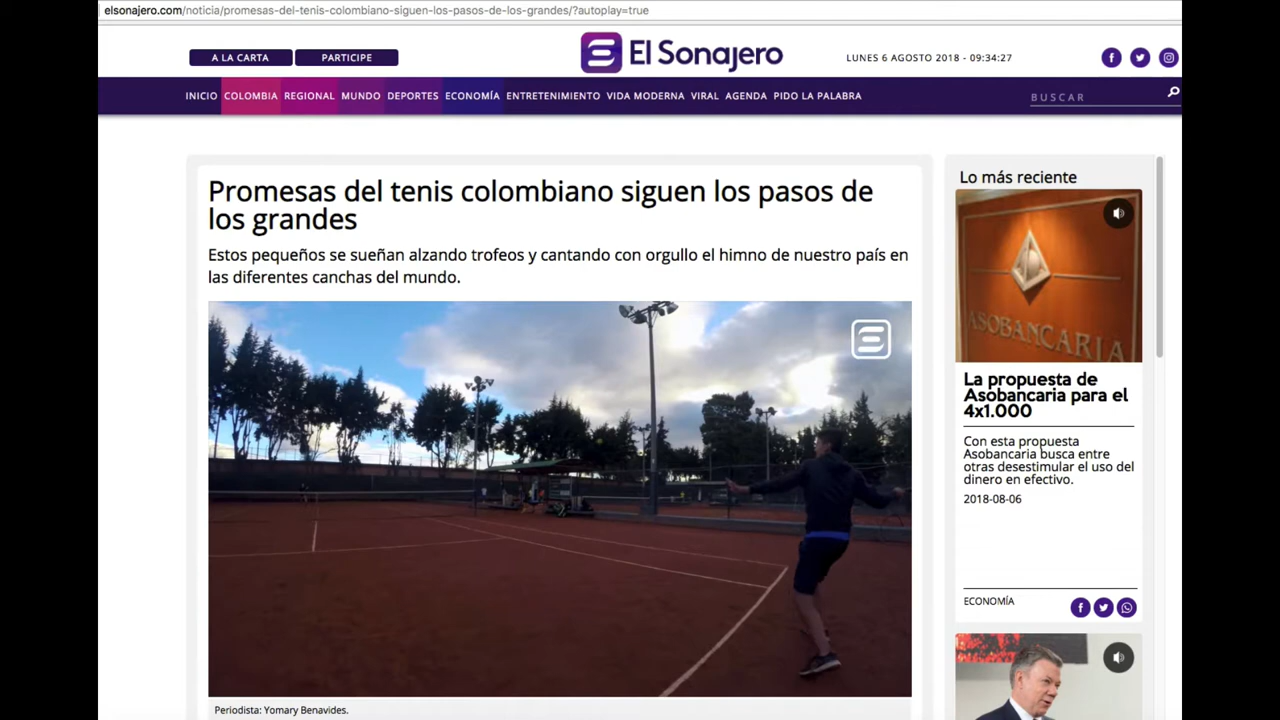 elsonajero.com/noticia/promesas-del-tenis-colombiano-siguen-los-pasos-de-los-grandes/?autoplay=true
A LA CARTA
PARTICIPE
El Sonajero
LUNES 6 AGOSTO 2018 - 09:34:27
INICIO COLOMBIA REGIONAL MUNDO DEPORTES ECONOMÍA ENTRETENIMIENTO VIDA MODERNA VIRAL AGENDA PIDO LA PALABRA
BUSCAR
Promesas del tenis colombiano siguen los pasos de
los grandes
Estos pequeños se sueñan alzando trofeos y cantando con orgullo el himno de nuestro país en
las diferentes canchas del mundo.
Periodista: Yomary Benavides.
Lo más reciente
ASOBANCARIA
La propuesta de
Asobancaria para el
4x1.000
Con esta propuesta
Asobancaria busca entre
otras desestimular el uso del
dinero en efectivo.
2018-08-06
ECONOMÍA